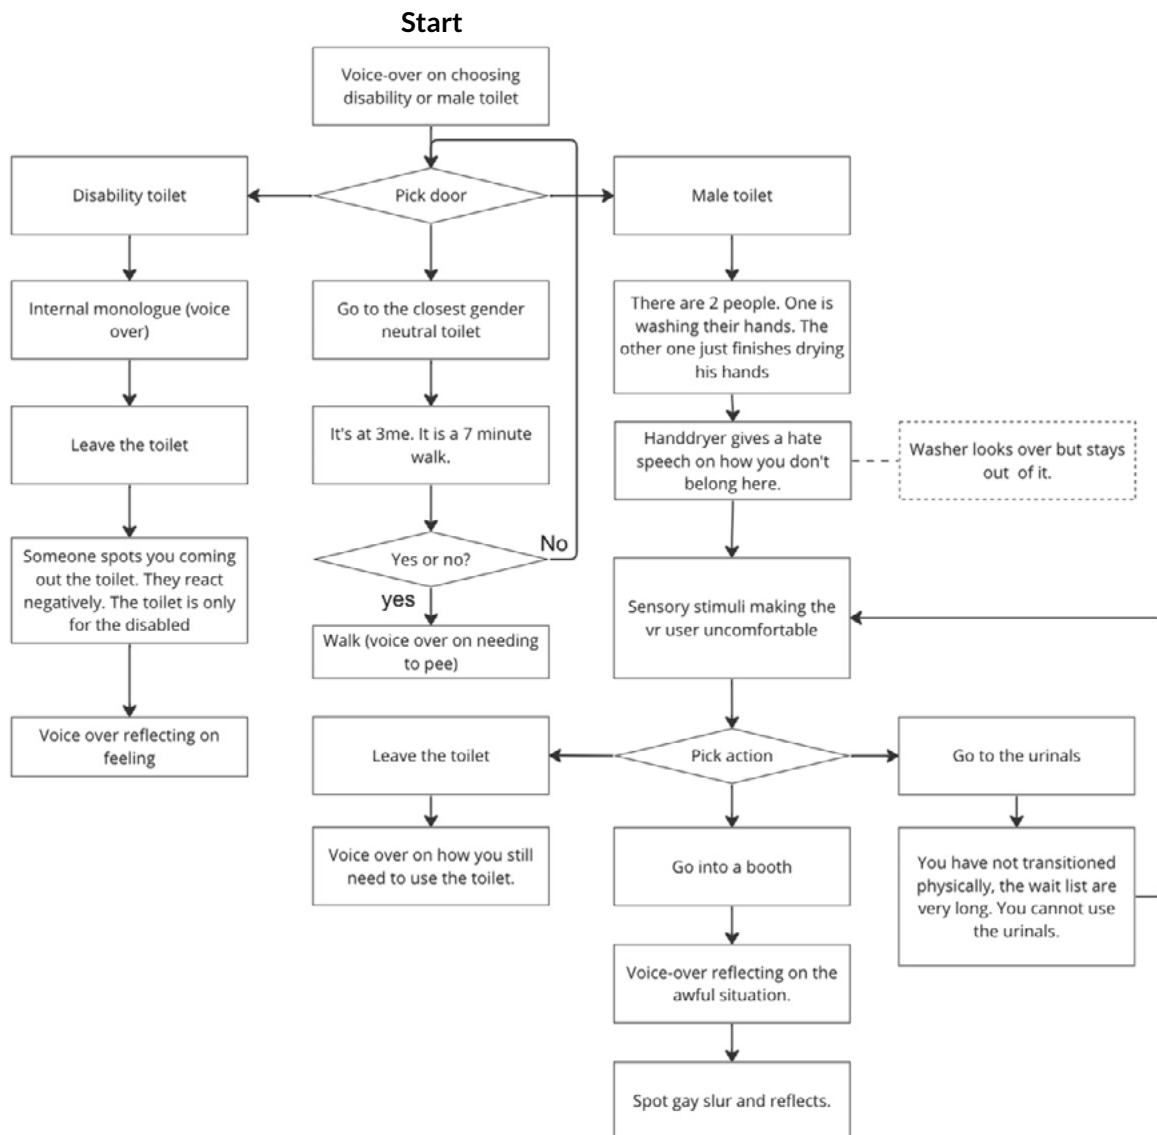 Start
Voice-over on choosing
disability or male toilet
Disability toilet
Pick door
Male toilet
Internal monologue (voice
over)
Go to the closest gender
neutral toilet
There are 2 people. One is
washing their hands. The
other one just finishes drying
his hands
Leave the toilet
It's at 3me. It is a 7 minute
walk.
Handdryer gives a hate
speech on how you don't
belong here.
Washer looks over but stays
out of it.
Someone spots you coming
out the toilet. They react
negatively. The toilet is only
for the disabled
Yes or no?
No
yes
Sensory stimuli making the
vr user uncomfortable
Walk (voice over on needing
to pee)
Voice over reflecting on
feeling
Leave the toilet
Pick action
Go to the urinals
Voice over on how you still
need to use the toilet.
Go into a booth
You have not transitioned
physically, the wait list are
very long. You cannot use
the urinals.
Voice-over reflecting on the
awful situation.
Spot gay slur and reflects.